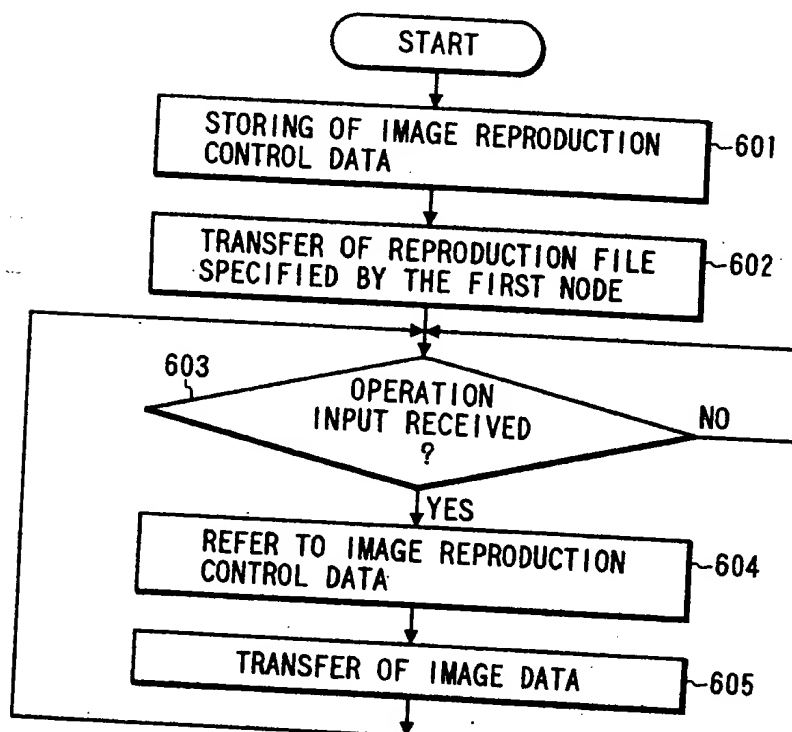 START
STORING OF IMAGE REPRODUCTION
CONTROL DATA
601
TRANSFER OF REPRODUCTION FILE
SPECIFIED BY THE FIRST NODE
602
603
OPERATION
INPUT RECEIVED
?
NO
YES
REFER TO IMAGE REPRODUCTION
CONTROL DATA
604
TRANSFER OF IMAGE DATA
605